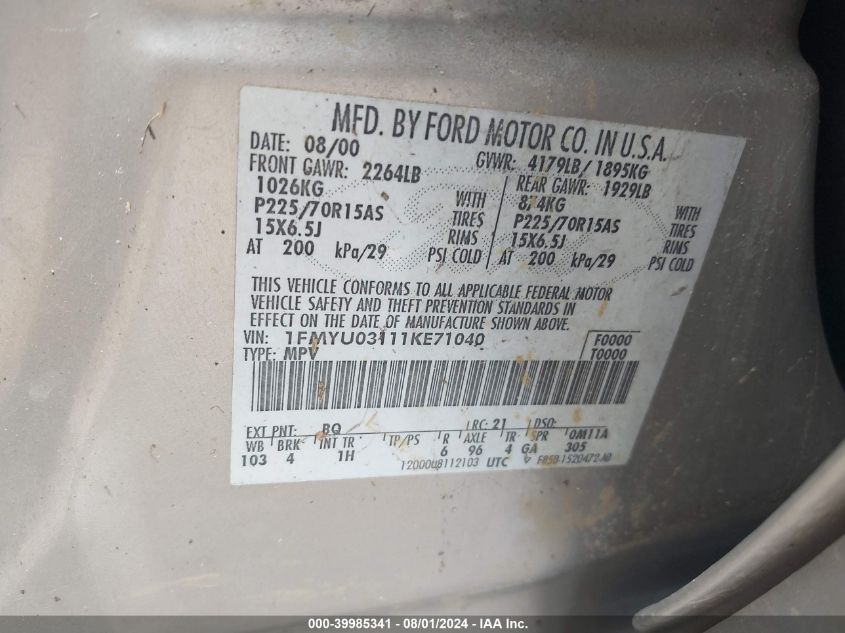 MFD. BY FORD MOTOR CO. IN U.S.A.
DATE: 08/00 GVWR: 4179LB/ 1895KG
FRONT GAWR: 2264LB REAR GAWR: 1929LB
1026KG WITH 874KG WITH
P225/70R15AS TIRES P225/70R15AS TIRES
15X6.5J RIMS 15X6.5J RIMS
AT 200 kPa/29 PSI COLD AT 200 kPa/29 PSI COLD
THIS VEHICLE CONFORMS TO ALL APPLICABLE FEDERAL MOTOR
VEHICLE SAFETY AND THEFT PREVENTION STANDARDS IN
EFFECT ON THE DATE OF MANUFACTURE SHOWN ABOVE.
VIN: 1FMYU03111KE71040 F0000
TYPE: MPV T0000
EXT PNT: BQ RC: 21 DSO:
WB BRK INT TR TP/PS R AXLE TR SPR 0M11A
103 4 1H 6 96 4 GA 305
UTC
000-39985341 - 08/01/2024 - IAA Inc.